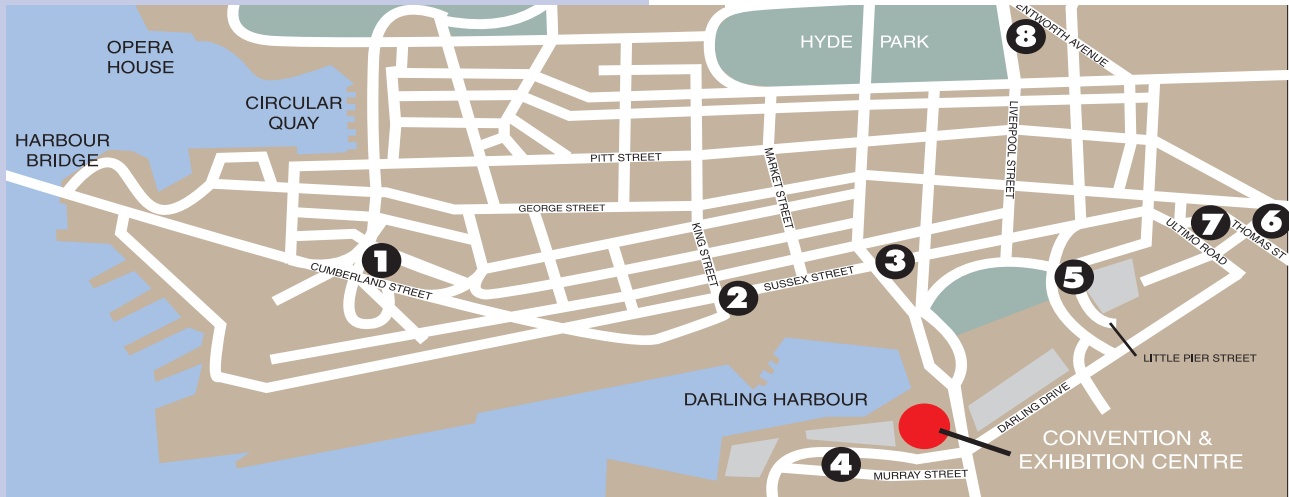 OPERA
HOUSE
CIRCULAR
QUAY
HARBOUR
BRIDGE
HYDE PARK
8
ENTWORTH AVENUE
PITT STREET
MARKET STREET
LIVERPOOL STREET
GEORGE STREET
KING STREET
1
CUMBERLAND STREET
2
SUSSEX STREET
3
7
6
ULTIMO ROAD
THOMAS ST
5
LITTLE PIER STREET
DARLING HARBOUR
DARLING DRIVE
CONVENTION &
EXHIBITION CENTRE
4
MURRAY STREET